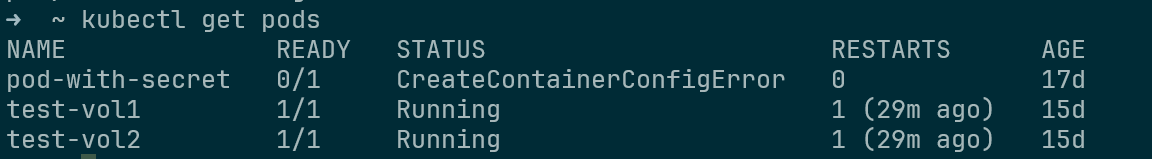 ➜  ~ kubectl get pods
NAME              READY   STATUS                       RESTARTS      AGE
pod-with-secret   0/1     CreateContainerConfigError   0             17d
test-vol1         1/1     Running                      1 (29m ago)   15d
test-vol2         1/1     Running                      1 (29m ago)   15d